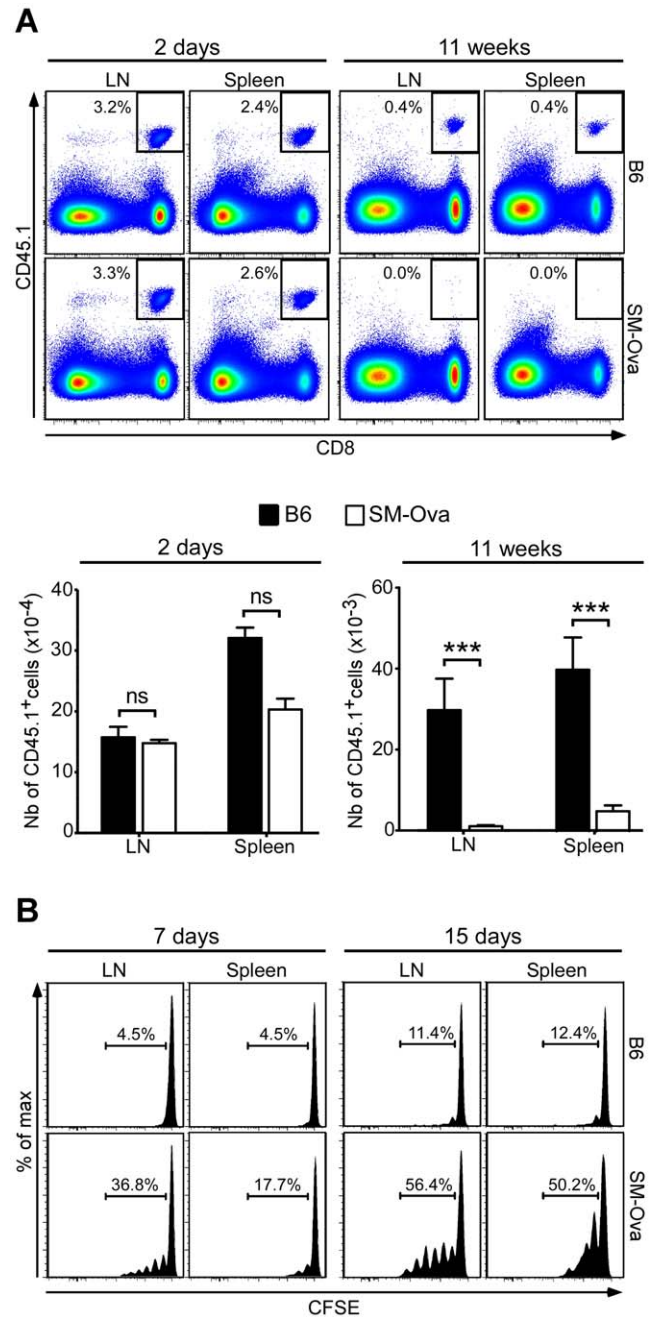 A
2 days 11 weeks
LN Spleen LN Spleen
3.2% 2.4% 0.4% 0.4%
B6
3.3% 2.6% 0.0% 0.0%
SM-Ova
CD45.1
CD8
B6 SM-Ova
2 days 11 weeks
Nb of CD45.1+cells (x10-4)
40
30
20
10
0
ns ns
LN Spleen
Nb of CD45.1+cells (x10-3)
60
40
20
0
*** ***
LN Spleen
B
7 days 15 days
LN Spleen LN Spleen
4.5% 4.5% 11.4% 12.4%
B6
36.8% 17.7% 56.4% 50.2%
SM-Ova
% of max
CFSE